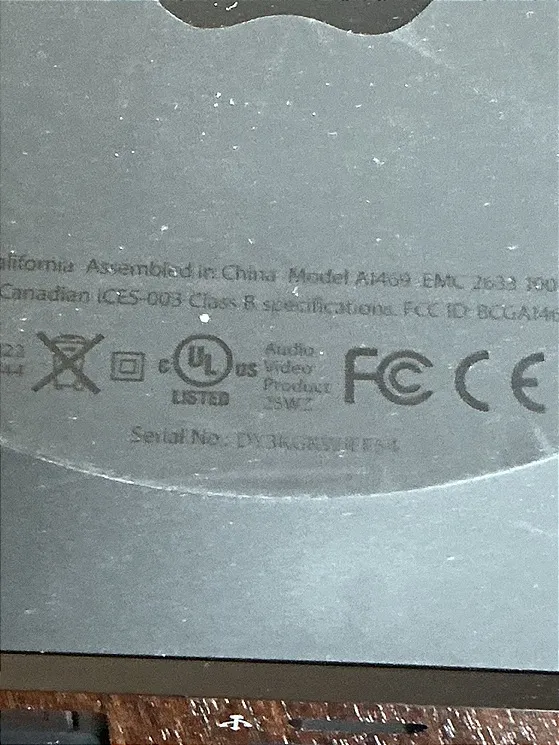 alifornia Assembled in China Model A1469 EMC 2633 100
Canadian ICES-003 Class B specifications. FCC ID: BCGA146
c UL US
LISTED
Audio
Video
Product
FC CE
Serial No.: